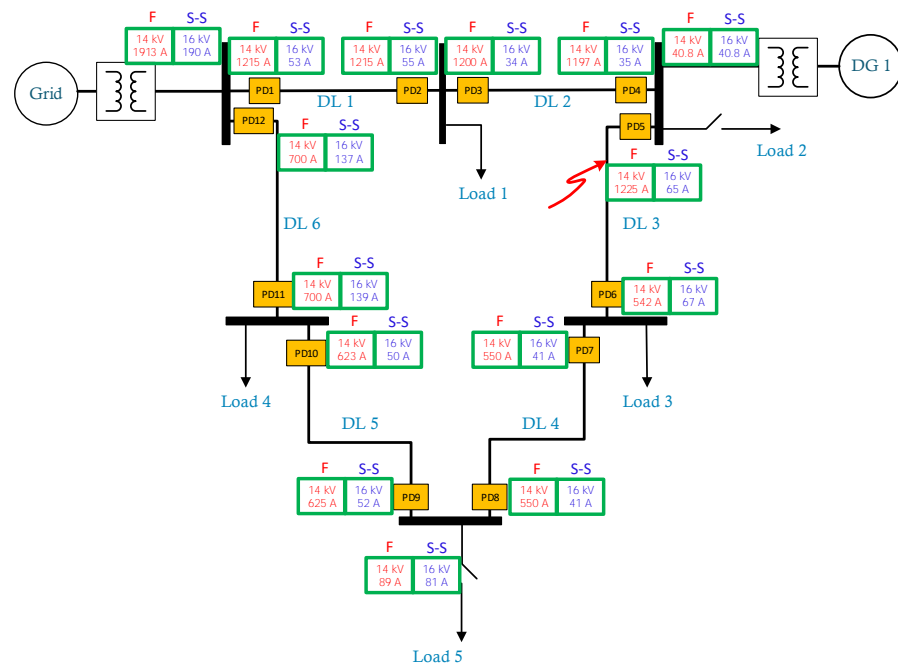 F S-S
14 kV 16 kV
1913 A 190 A
F S-S
14 kV 16 kV
1215 A 53 A
F S-S
14 kV 16 kV
1215 A 55 A
F S-S
14 kV 16 kV
1200 A 34 A
F S-S
14 kV 16 kV
1197 A 35 A
F S-S
14 kV 16 kV
40.8 A 40.8 A
Grid
PD1
DL 1
PD2
PD3
DL 2
PD4
DG 1
PD12
PD5
F S-S
14 kV 16 kV
700 A 137 A
Load 1
Load 2
F S-S
14 kV 16 kV
1225 A 65 A
DL 6
DL 3
PD11
F S-S
14 kV 16 kV
700 A 139 A
PD6
F S-S
14 kV 16 kV
542 A 67 A
PD10
F S-S
14 kV 16 kV
623 A 50 A
F S-S
14 kV 16 kV
550 A 41 A
PD7
Load 4
Load 3
DL 5
DL 4
F S-S
14 kV 16 kV
625 A 52 A
PD9
PD8
F S-S
14 kV 16 kV
550 A 41 A
F S-S
14 kV 16 kV
89 A 81 A
Load 5